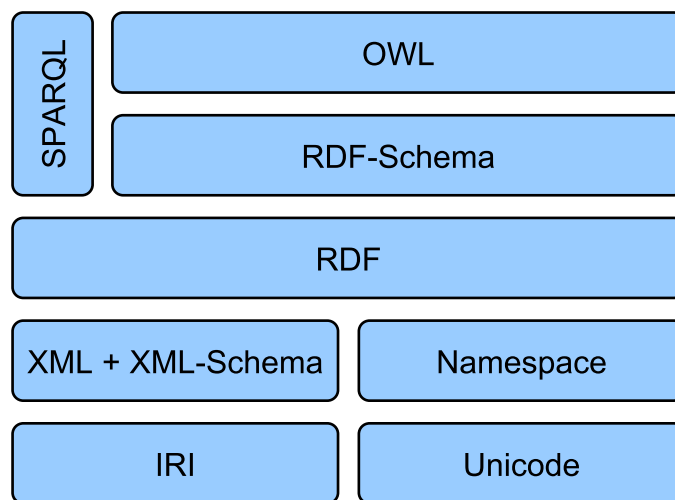 SPARQL
OWL
RDF-Schema
RDF
XML + XML-Schema
Namespace
IRI
Unicode